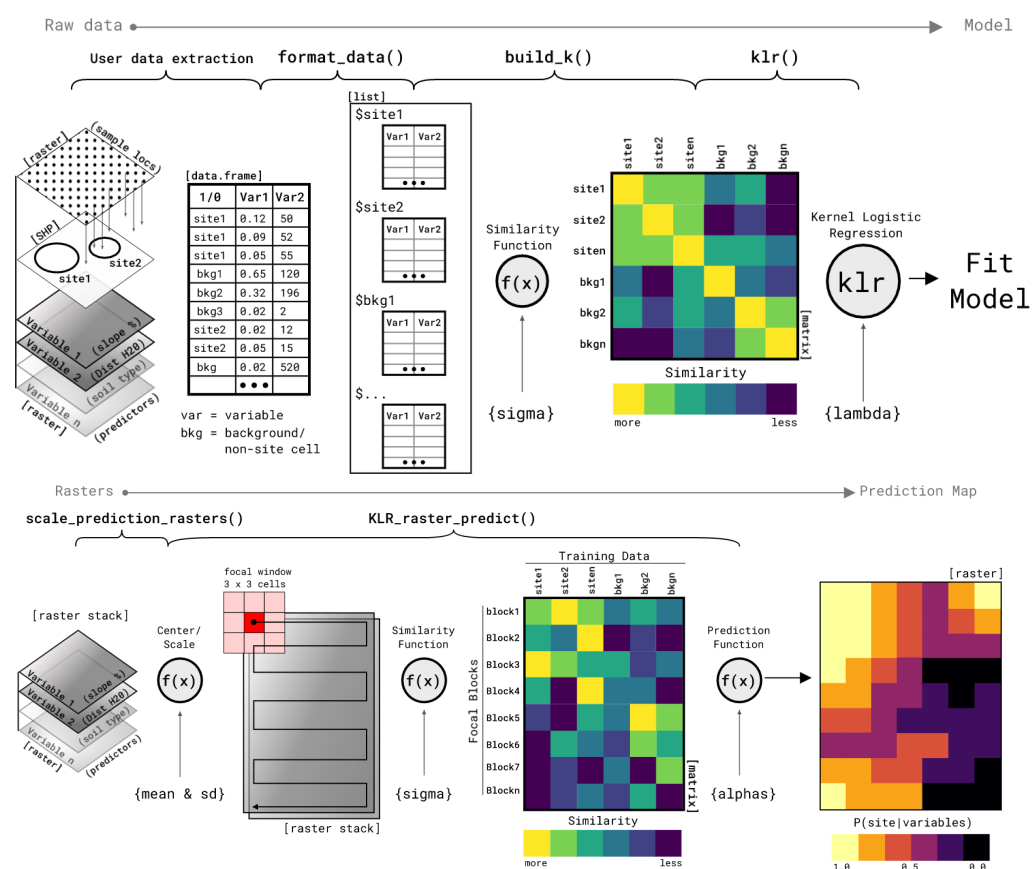 Raw data
Model
User data extraction
format_data()
build_k()
klr()
[raster]
(sample locs)
[SHP]
site1
site2
Variable 1
(slope %)
Variable 2
(Dist H20)
(soil type)
Variable n
[raster]
(predictors)
[data.frame]
1/0 Var1 Var2
site1 0.12 50
site1 0.09 52
site1 0.05 55
bkg1 0.65 120
bkg2 0.32 196
bkg3 0.02 2
site2 0.02 12
site2 0.05 15
bkg 0.02 520
•••
var = variable
bkg = background/
non-site cell
[list]
$site1
Var1 Var2
•••
$site2
Var1 Var2
•••
$bkg1
Var1 Var2
•••
$...
Var1 Var2
•••
Similarity
Function
f(x)
{sigma}
site1 site2 siten bkg1 bkg2 bkgn
site1
site2
siten
bkg1
bkg2
bkgn
[matrix]
Similarity
more less
Kernel Logistic
Regression
klr
{lambda}
Fit
Model
Rasters
Prediction Map
scale_prediction_rasters()
KLR_raster_predict()
[raster stack]
Variable 1
(slope %)
Variable 2
(Dist H20)
(soil type)
Variable n
[raster]
(predictors)
Center/
Scale
f(x)
{mean & sd}
focal window
3 x 3 cells
[raster stack]
Similarity
Function
f(x)
{sigma}
Training Data
site1 site2 siten bkg1 bkg2 bkgn
Focal Blocks
block1
Block2
Block3
Block4
Block5
Block6
Block7
Blockn
[matrix]
Similarity
more less
Prediction
Function
f(x)
{alphas}
[raster]
P(site|variables)
1.0 0.5 0.0